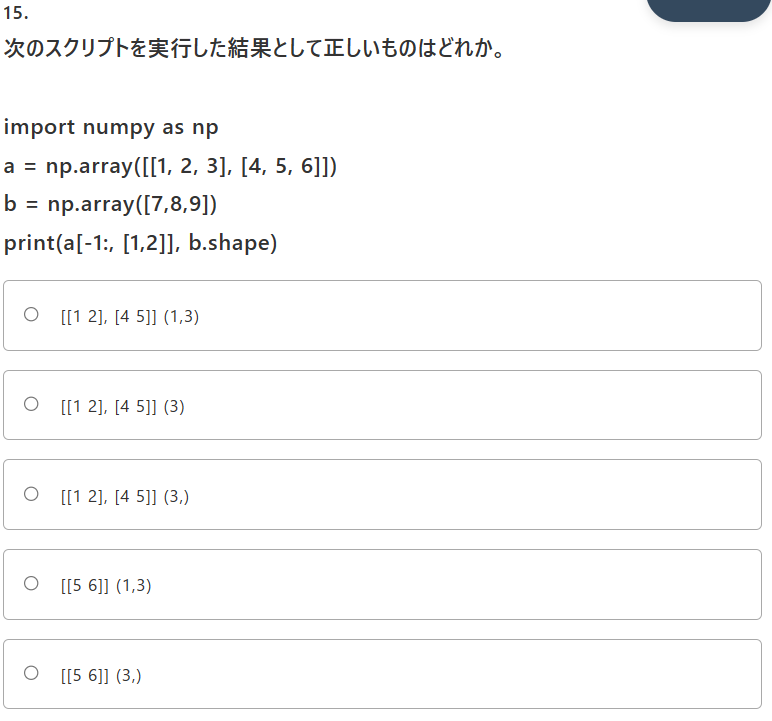 15.
次のスクリプトを実行した結果として正しいものはどれか。
import numpy as np
a = np.array([[1, 2, 3], [4, 5, 6]])
b = np.array([7,8,9])
print(a[-1:, [1,2]], b.shape)
[[1 2], [4 5]] (1,3)
[[1 2], [4 5]] (3)
[[1 2], [4 5]] (3,)
[[5 6]] (1,3)
[[5 6]] (3,)